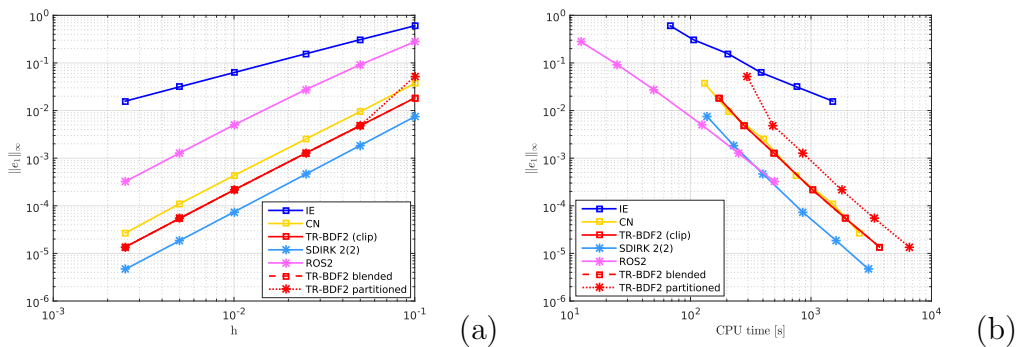 10^0
10^-1
10^-2
10^-3
10^-4
10^-5
10^-6
||e_1||_∞
10^-3
10^-2
10^-1
h
IE
CN
TR-BDF2 (clip)
SDIRK 2(2)
ROS2
TR-BDF2 blended
TR-BDF2 partitioned
(a)
10^0
10^-1
10^-2
10^-3
10^-4
10^-5
10^-6
||e_1||_∞
10^1
10^2
10^3
10^4
CPU time [s]
IE
CN
TR-BDF2 (clip)
SDIRK 2(2)
ROS2
TR-BDF2 blended
TR-BDF2 partitioned
(b)